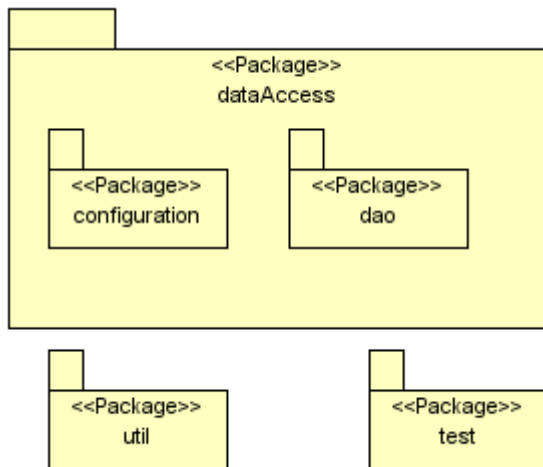 <<Package>>
dataAccess
<<Package>>
configuration
<<Package>>
dao
<<Package>>
util
<<Package>>
test